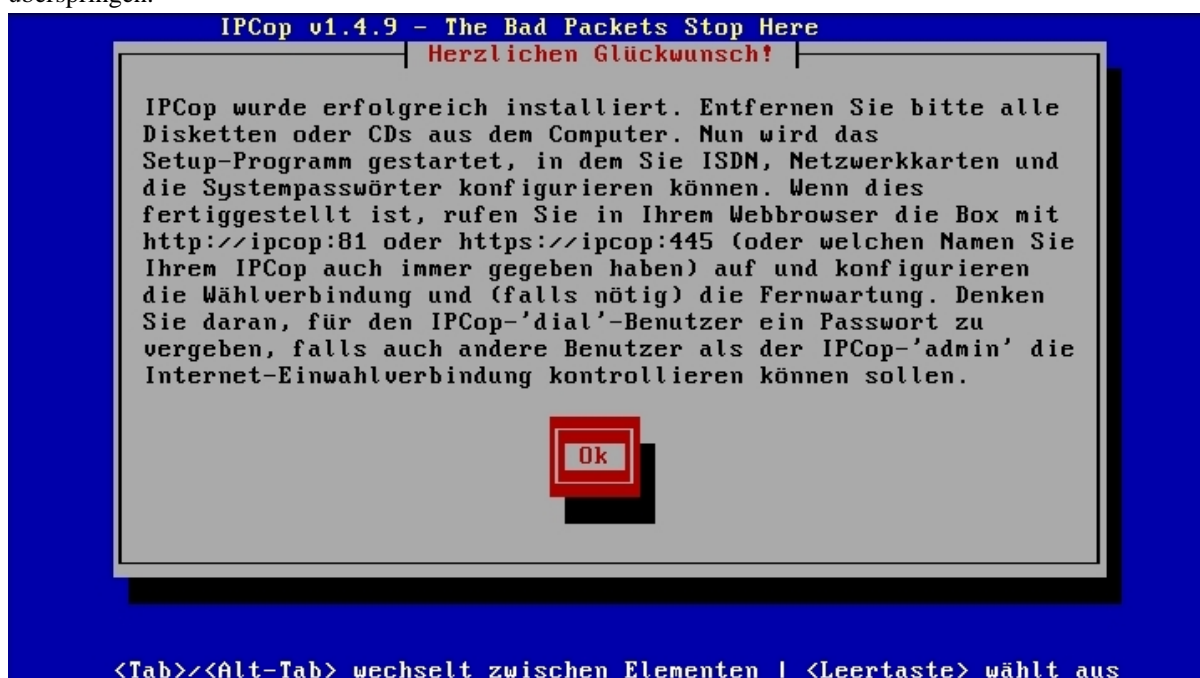 überspringen.
IPCop v1.4.9 - The Bad Packets Stop Here
Herzlichen Glückwunsch!
IPCop wurde erfolgreich installiert. Entfernen Sie bitte alle
Disketten oder CDs aus dem Computer. Nun wird das
Setup-Programm gestartet, in dem Sie ISDN, Netzwerkkarten und
die Systempasswörter konfigurieren können. Wenn dies
fertiggestellt ist, rufen Sie in Ihrem Webbrowser die Box mit
http://ipcop:81 oder https://ipcop:445 (oder welchen Namen Sie
Ihrem IPCop auch immer gegeben haben) auf und konfigurieren
die Wählverbindung und (falls nötig) die Fernwartung. Denken
Sie daran, für den IPCop-'dial'-Benutzer ein Passwort zu
vergeben, falls auch andere Benutzer als der IPCop-'admin' die
Internet-Einwahlverbindung kontrollieren können sollen.
Ok
<Tab>/<Alt-Tab> wechselt zwischen Elementen | <Leertaste> wählt aus